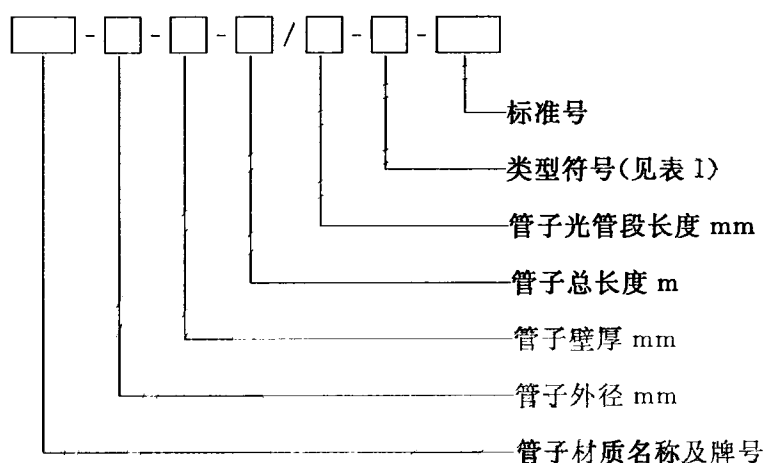 - - - / - -
标准号
类型符号(见表 1)
管子光管段长度 mm
管子总长度 m
管子壁厚 mm
管子外径 mm
管子材质名称及牌号